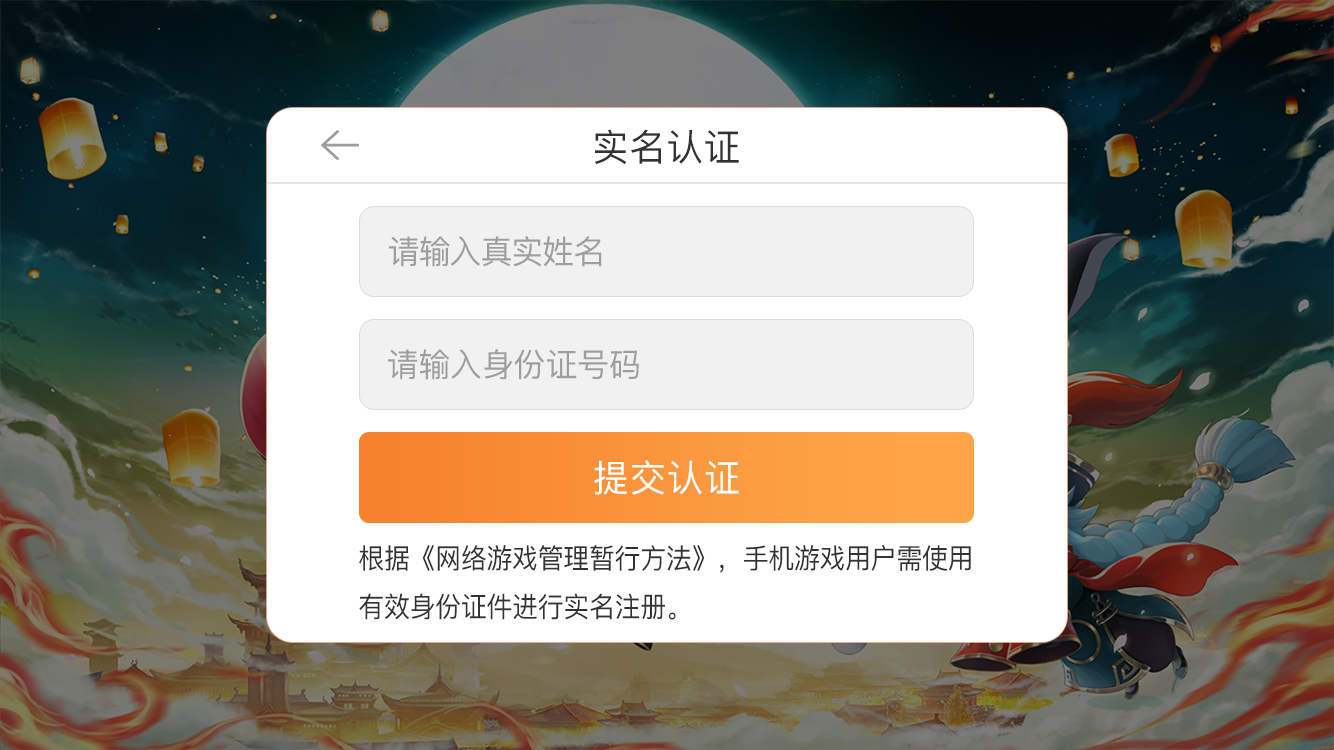 实名认证
请输入真实姓名
请输入身份证号码
提交认证
根据《网络游戏管理暂行方法》，手机游戏用户需使用
有效身份证件进行实名注册。